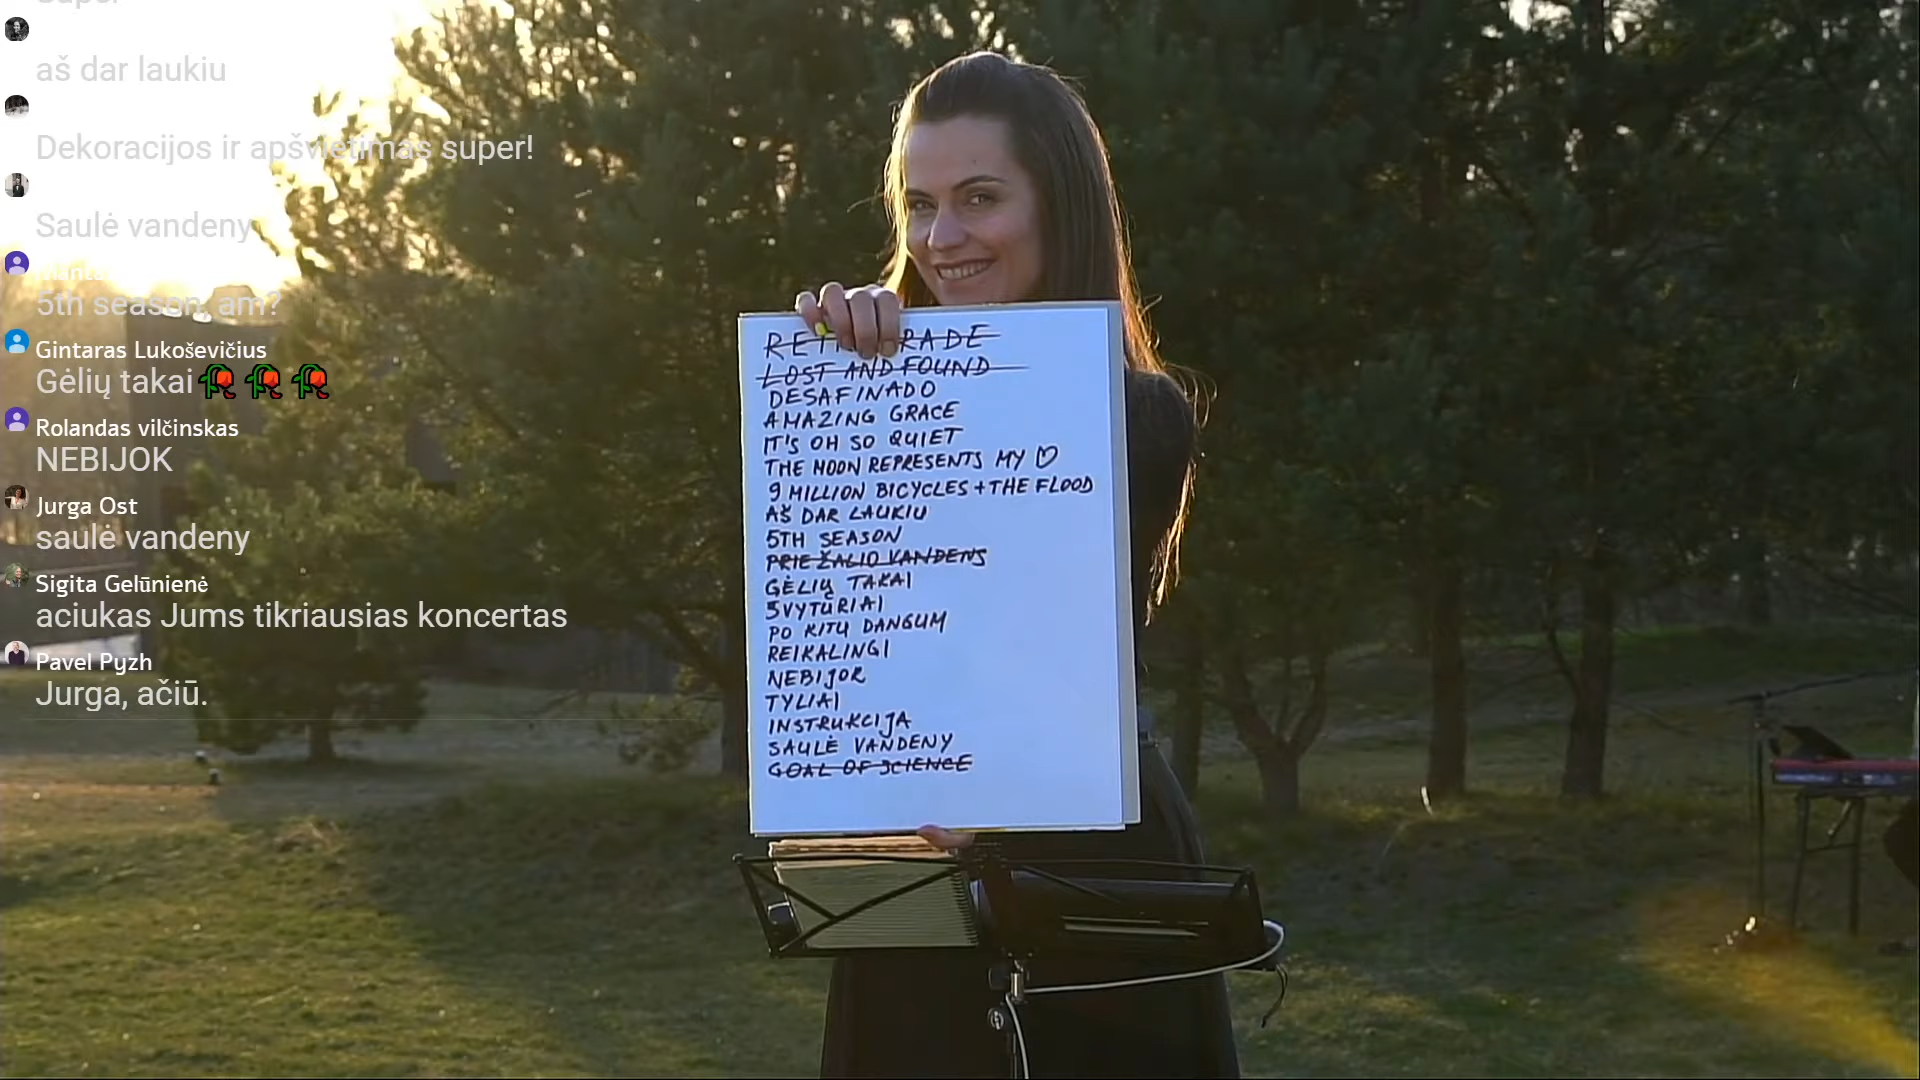 Super
aš dar laukiu
Dekoracijos ir apšvietimas super!
Saulė vandeny
5th season, am?
Gintaras Lukoševičius
Gėlių takai
Rolandas vilčinskas
NEBIJOK
Jurga Ost
saulė vandeny
Sigita Gelūnienė
aciukas Jums tikriausias koncertas
Pavel Pyzh
Jurga, ačiū.
LOST AND FOUND
DESAFINADO
AMAZING GRACE
IT'S OH SO QUIET
THE MOON REPRESENTS MY ♡
9 MILLION BICYCLES + THE FLOOD
AŠ DAR LAUKIU
5TH SEASON
PRIE ŽALIO VANDENS
GĖLIŲ TAKAI
ŠVYTURIAI
PO KITU DANGUM
REIKALINGI
NEBIJOK
TYLIAI
INSTRUKCIJA
SAULĖ VANDENY
GOAL OF SCIENCE